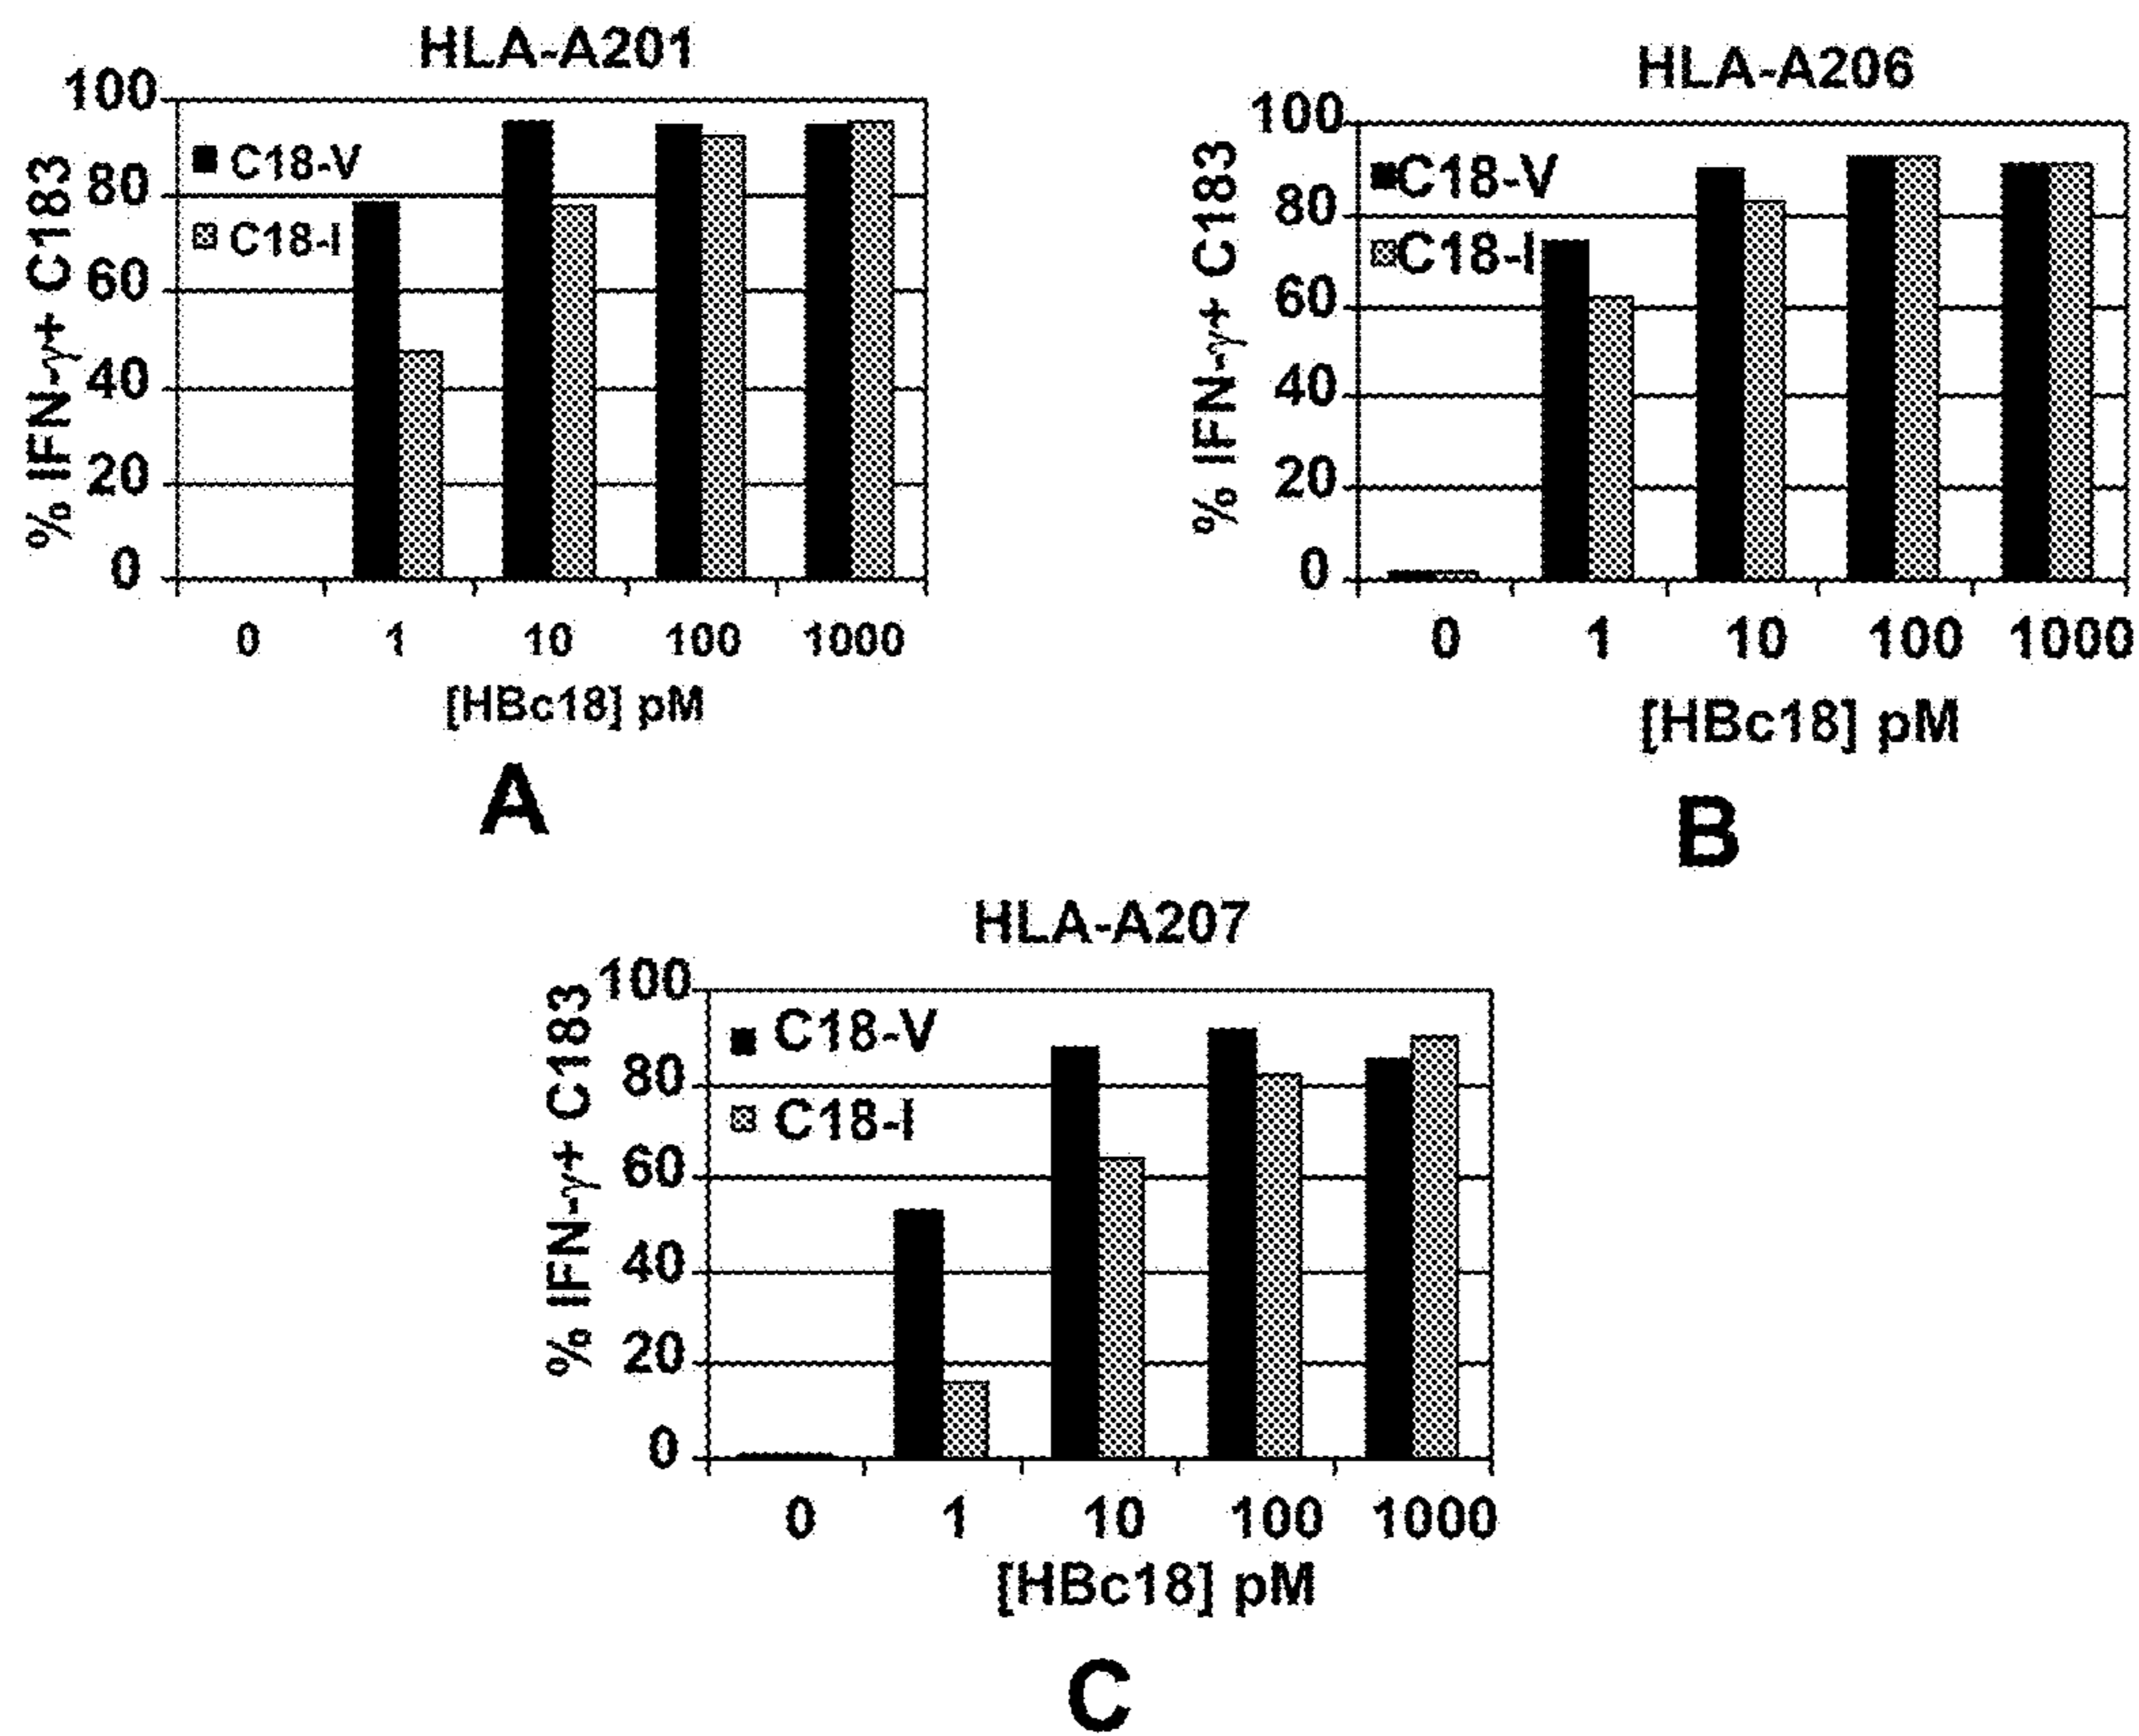 HLA-A201
% IFN-γ+ C183
100
80
60
40
20
0
C18-V
C18-I
0 1 10 100 1000
[HBc18] pM
A
HLA-A206
% IFN-γ+ C183
100
80
60
40
20
0
C18-V
C18-I
0 1 10 100 1000
[HBc18] pM
B
HLA-A207
% IFN-γ+ C183
100
80
60
40
20
0
C18-V
C18-I
0 1 10 100 1000
[HBc18] pM
C